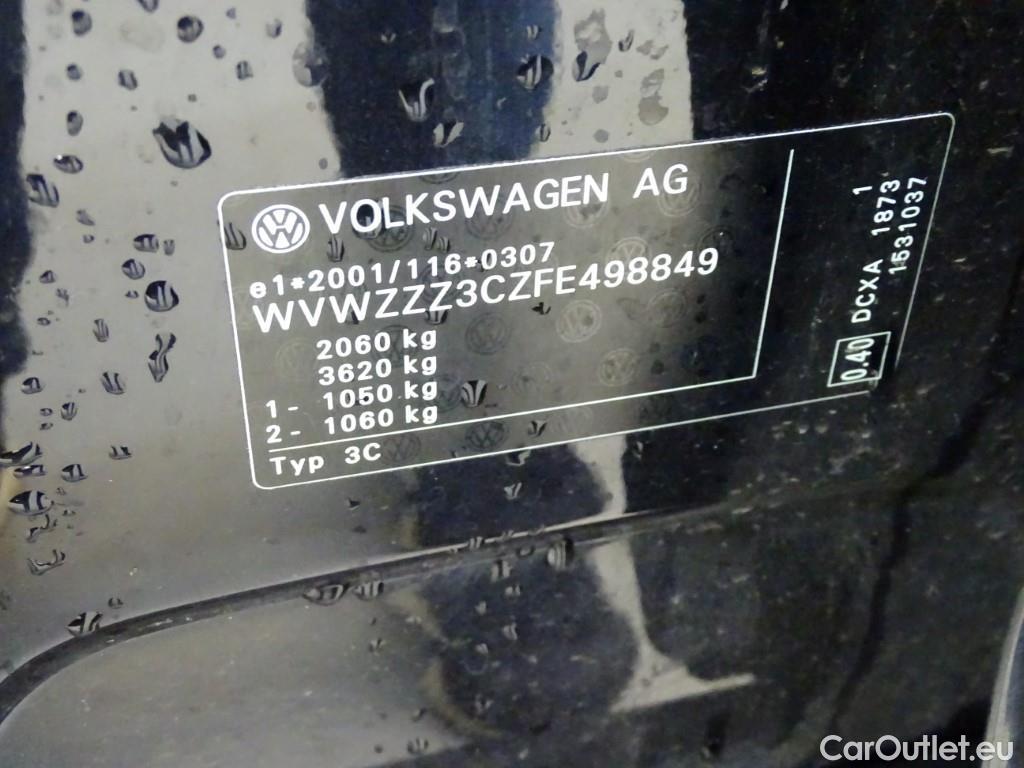 VOLKSWAGEN AG
e1*2001/116*0307
WVWZZZ3CZFE498849
2060 kg
3620 kg
1- 1050 kg
2- 1060 kg
Typ 3C
0.40 DCXA 1873 1
1531037
CarOutlet.eu